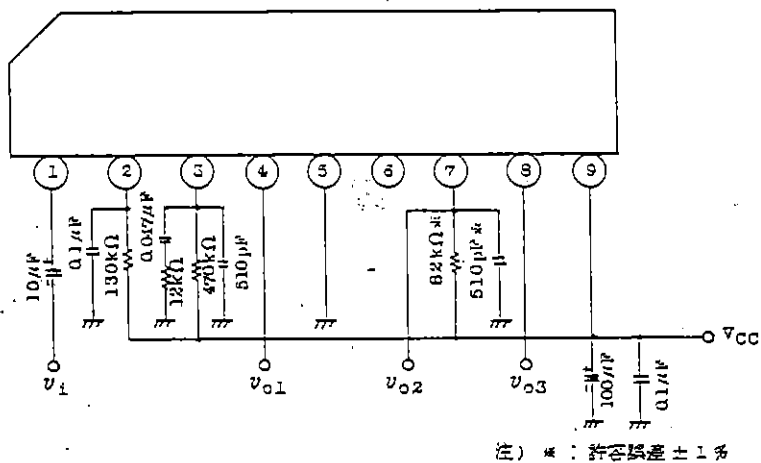 1 2 3 4 5 6 7 8 9
10μF
0.1μF
130kΩ
0.047μF
12kΩ
470kΩ
510pF
82kΩ*
510pF*
VCC
vi
vo1
vo2
vo3
100μF
0.1μF
注) * : 許容誤差 ± 1 %